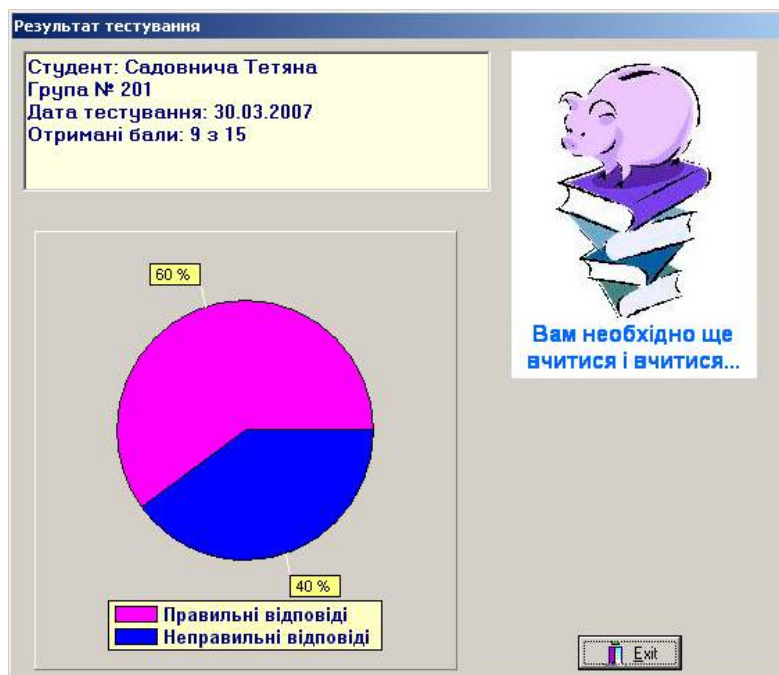 Результат тестування
Студент: Садовнича Тетяна
Група № 201
Дата тестування: 30.03.2007
Отримані бали: 9 з 15
Вам необхідно ще
вчитися і вчитися...
60 %
40 %
Правильні відповіді
Неправильні відповіді
Exit